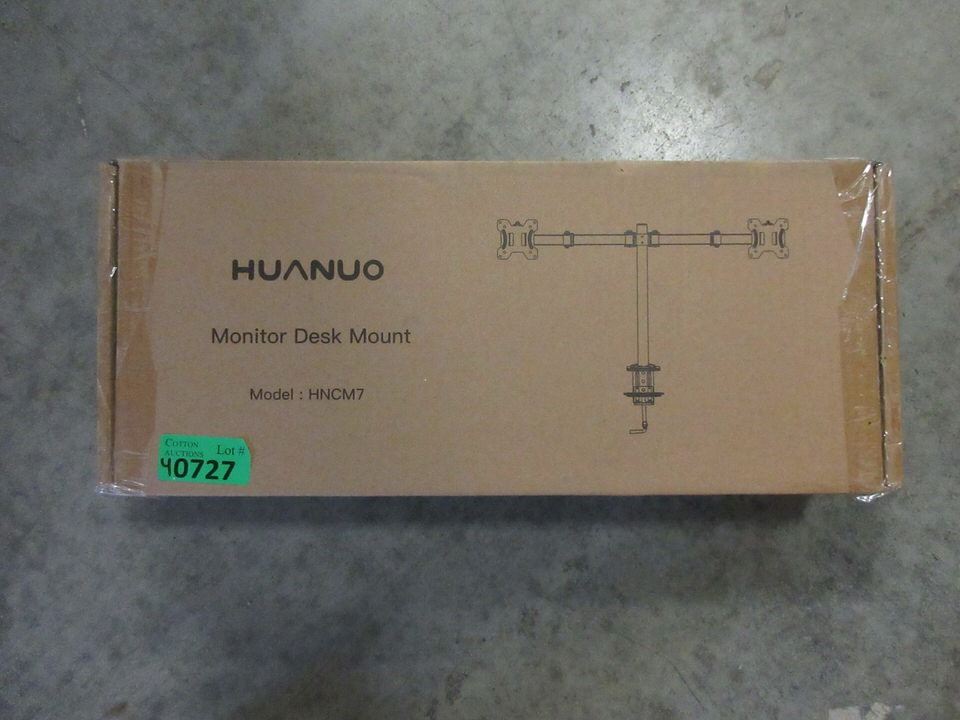 HUANUO
Monitor Desk Mount
Model : HNCM7
COTTON
AUCTIONS Lot #
40727